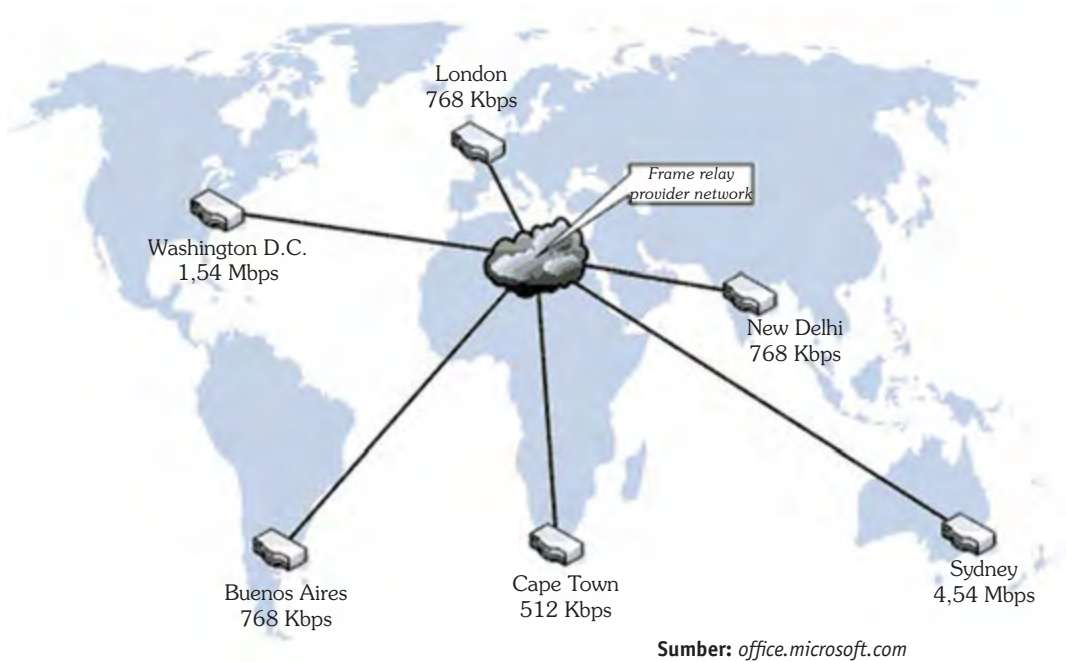 London
768 Kbps
Frame relay
provider network
Washington D.C.
1,54 Mbps
New Delhi
768 Kbps
Buenos Aires
768 Kbps
Cape Town
512 Kbps
Sydney
4,54 Mbps
Sumber: office.microsoft.com